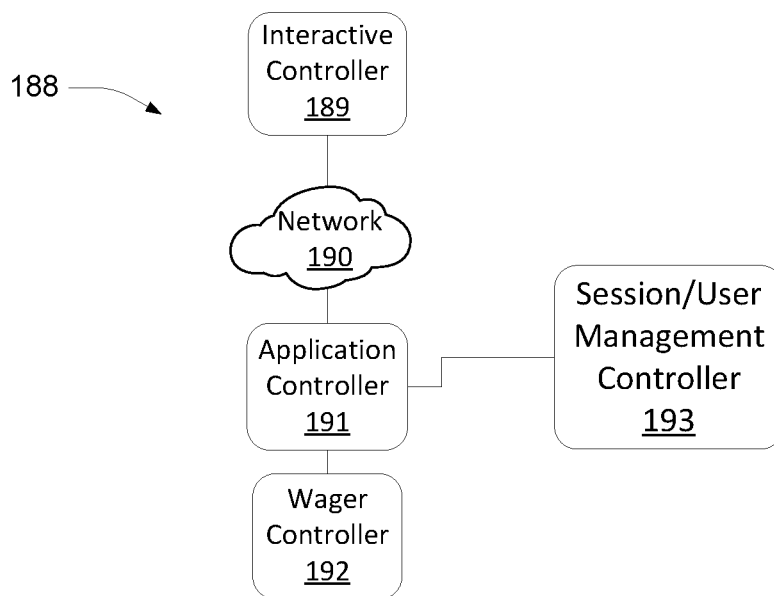 Interactive
Controller
189
188
Network
190
Application
Controller
191
Session/User
Management
Controller
193
Wager
Controller
192